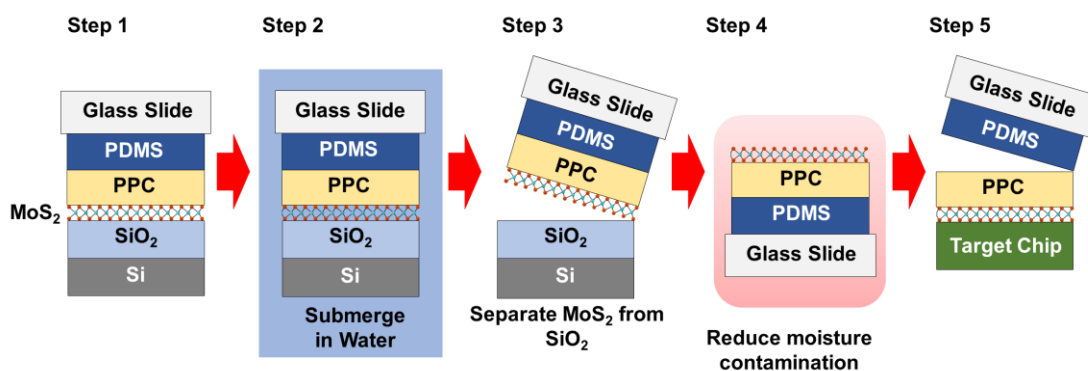 Step 1
Step 2
Step 3
Step 4
Step 5
Glass Slide
PDMS
PPC
MoS₂
SiO₂
Si
Glass Slide
PDMS
PPC
SiO₂
Si
Submerge
in Water
Glass Slide
PDMS
PPC
SiO₂
Si
Separate MoS₂ from
SiO₂
PPC
PDMS
Glass Slide
Reduce moisture
contamination
Glass Slide
PDMS
PPC
Target Chip